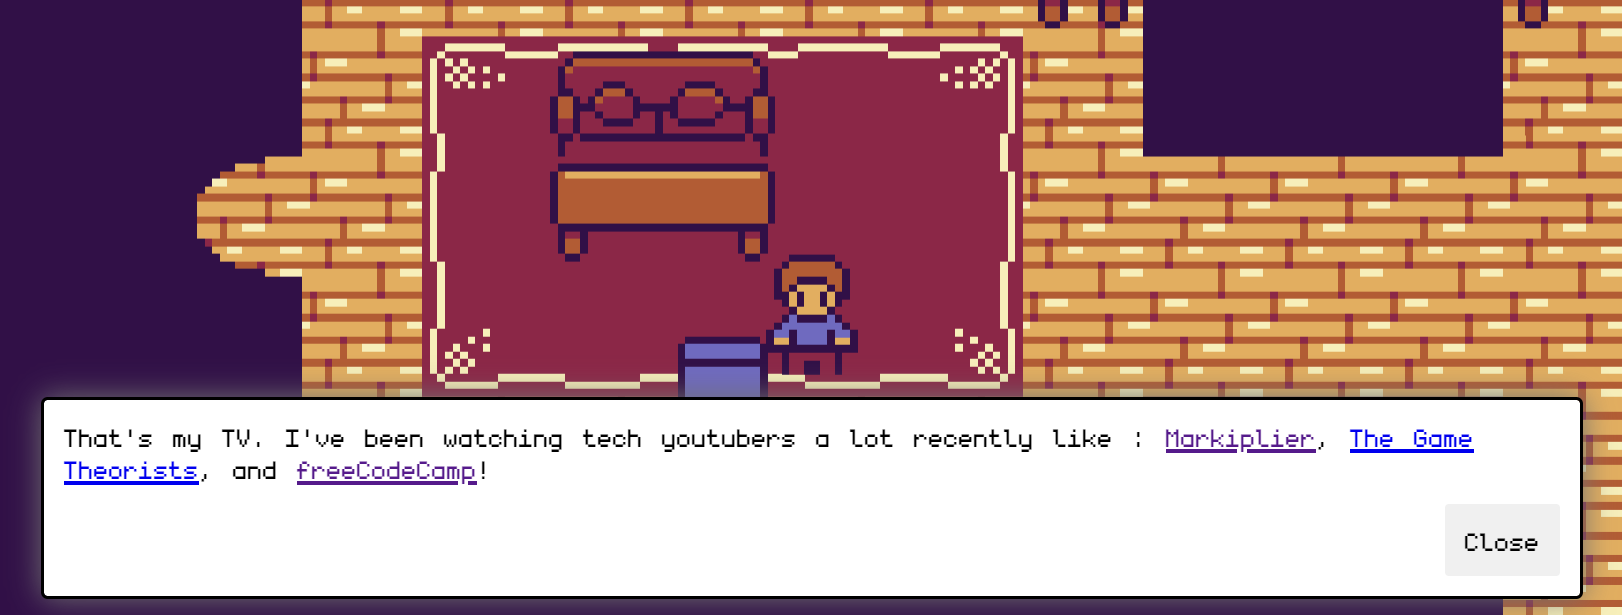 That's my TV. I've been watching tech youtubers a lot recently like : Markiplier, The Game
Theorists, and freeCodeCamp!
Close